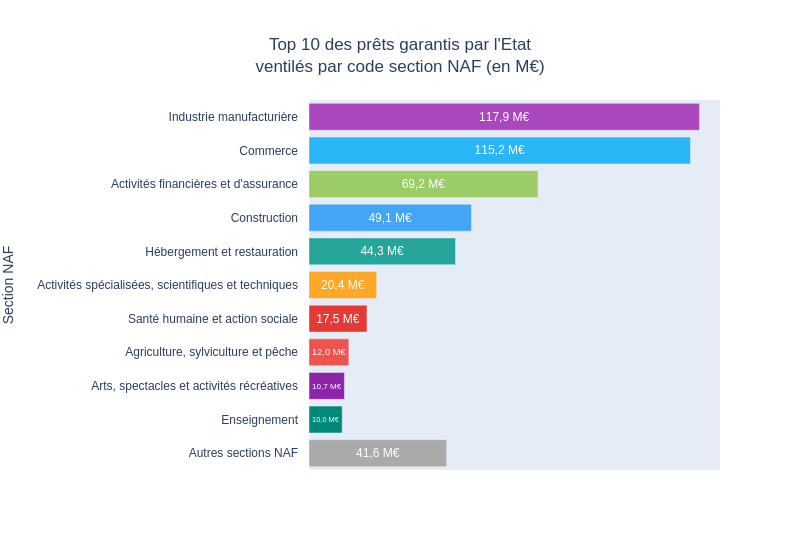 Top 10 des prêts garantis par l'Etat
ventilés par code section NAF (en M€)
Section NAF
Industrie manufacturière 117,9 M€
Commerce 115,2 M€
Activités financières et d'assurance 69,2 M€
Construction 49,1 M€
Hébergement et restauration 44,3 M€
Activités spécialisées, scientifiques et techniques 20,4 M€
Santé humaine et action sociale 17,5 M€
Agriculture, sylviculture et pêche 12,0 M€
Arts, spectacles et activités récréatives 10,7 M€
Enseignement 10,0 M€
Autres sections NAF 41,6 M€